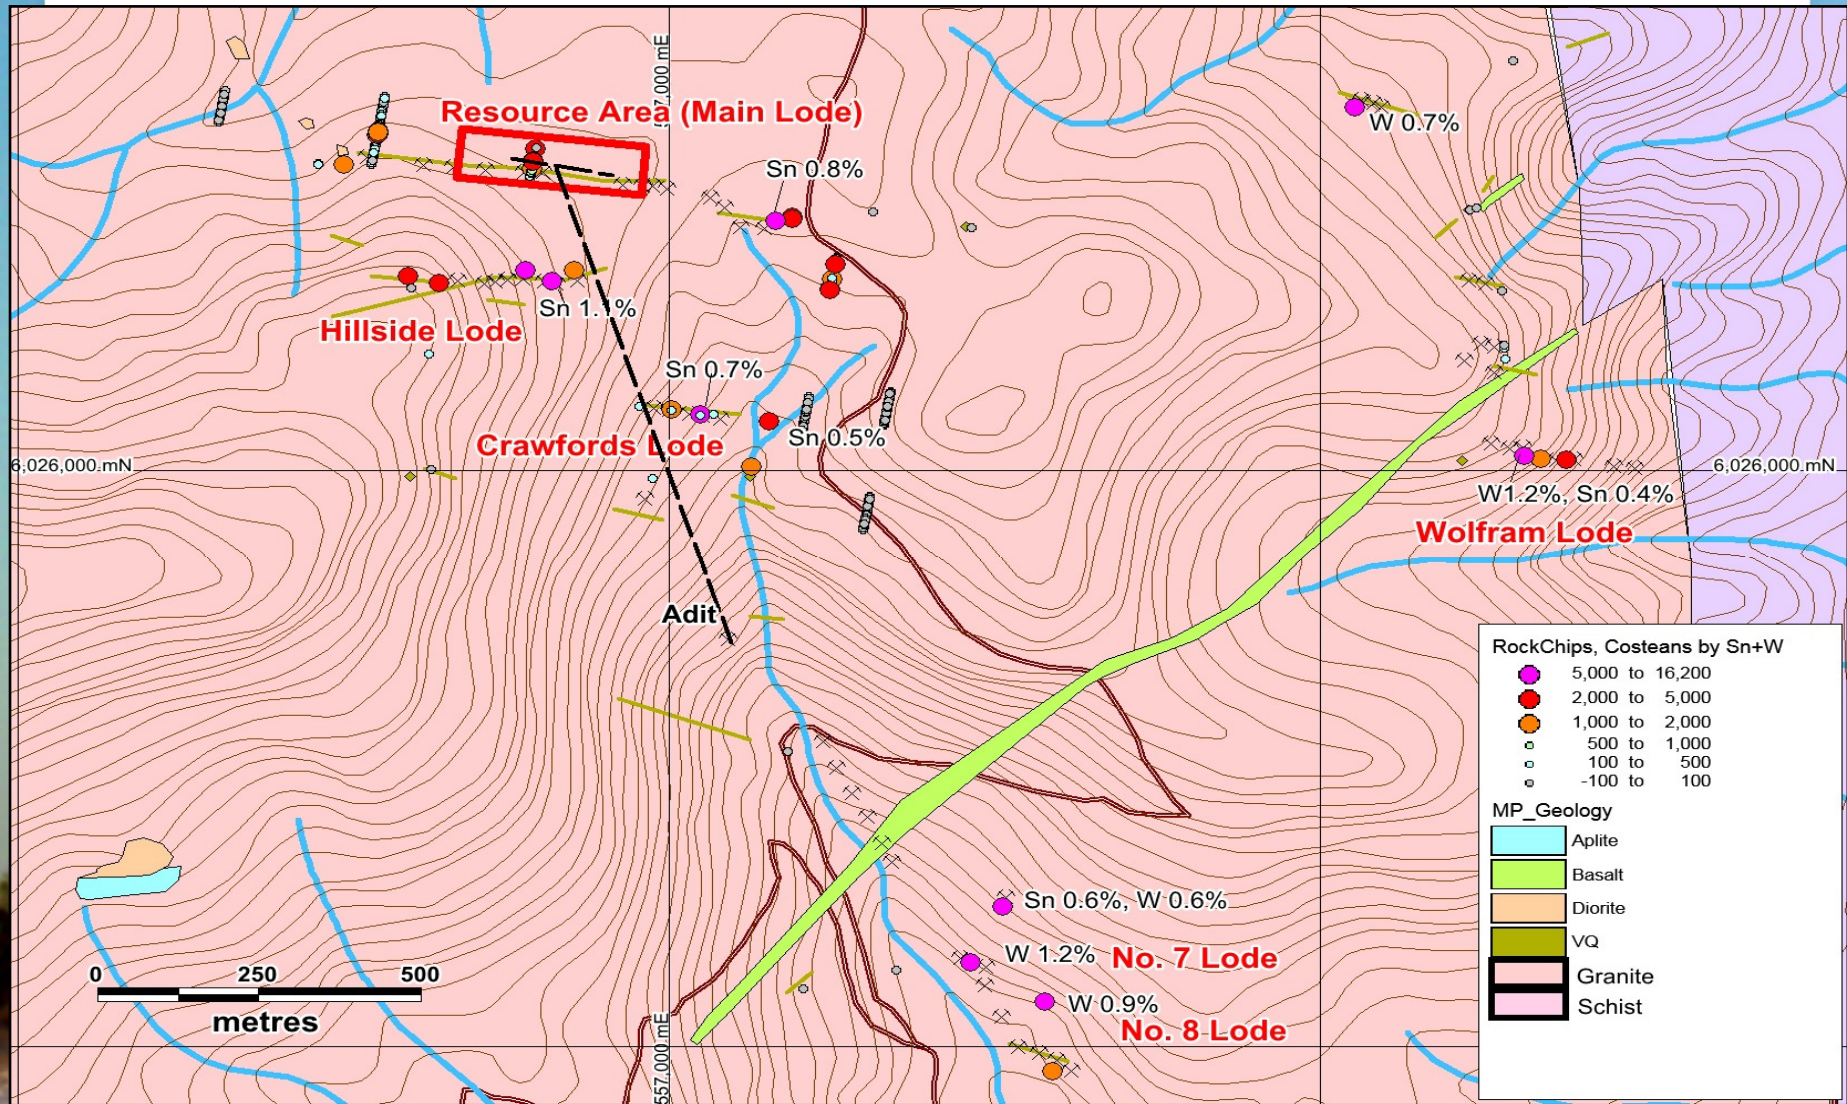 7,000 mE
Resource Area (Main Lode)
W 0.7%
Sn 0.8%
Sn 1.1%
Hillside Lode
Sn 0.7%
Sn 0.5%
Crawfords Lode
6,026,000.mN
6,026,000.mN
W1.2%, Sn 0.4%
Wolfram Lode
Adit
RockChips, Costeans by Sn+W
5,000 to 16,200
2,000 to 5,000
1,000 to 2,000
500 to 1,000
100 to 500
-100 to 100
MP_Geology
Aplite
Basalt
Diorite
VQ
Granite
Schist
Sn 0.6%, W 0.6%
W 1.2% No. 7 Lode
W 0.9%
No. 8 Lode
0 250 500
metres
557,000 mE